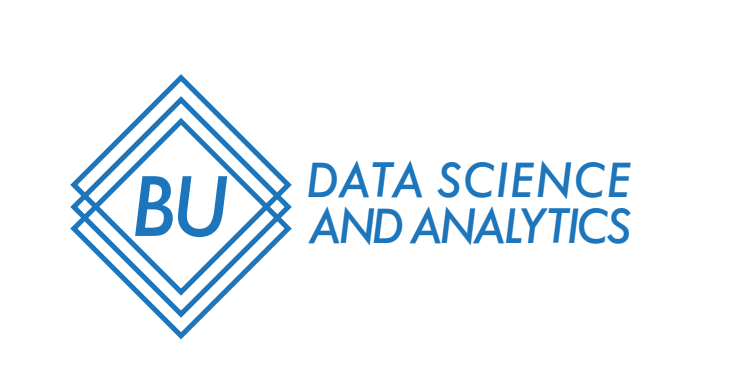 BU
DATA SCIENCE
AND ANALYTICS